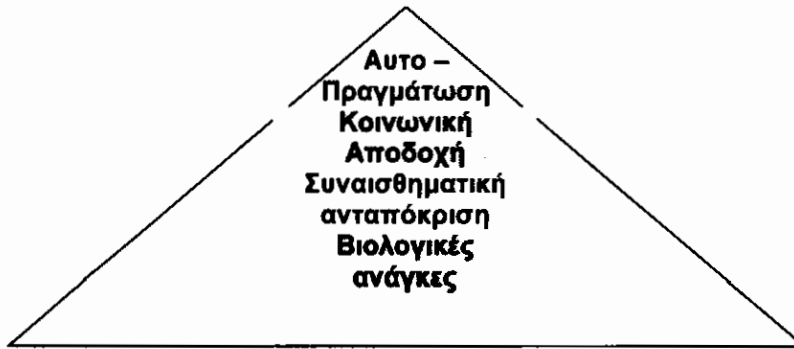 Αυτο –
Πραγμάτωση
Κοινωνική
Αποδοχή
Συναισθηματική
ανταπόκριση
Βιολογικές
ανάγκες